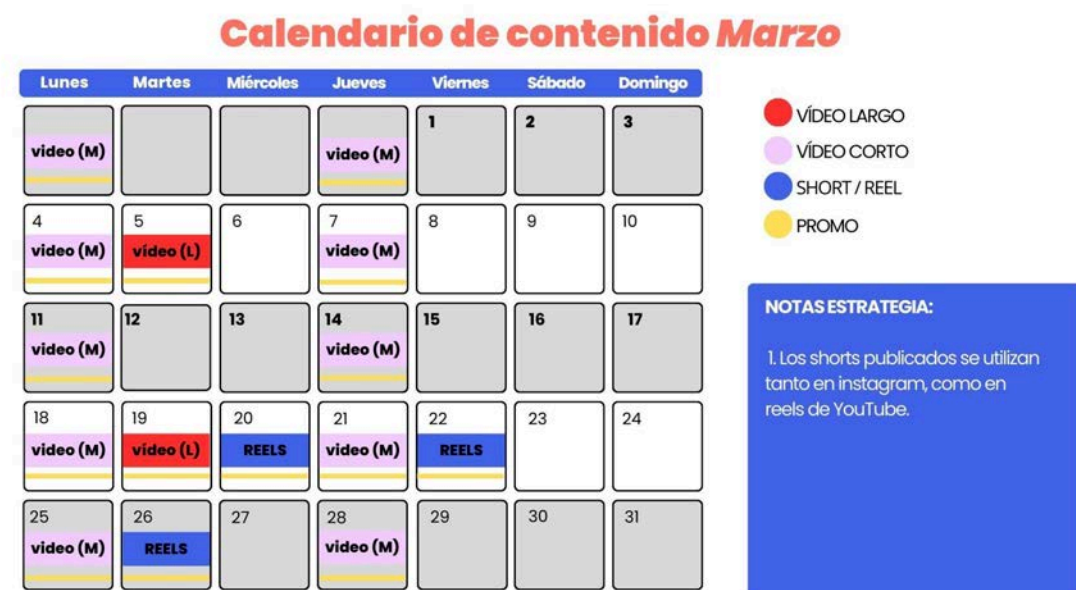 Calendario de contenido Marzo
Lunes Martes Miércoles Jueves Viernes Sábado Domingo
1 2 3
video (M) video (M)
4 5 6 7 8 9 10
video (M) vídeo (L) video (M)
11 12 13 14 15 16 17
video (M) video (M)
18 19 20 21 22 23 24
video (M) vídeo (L) REELS video (M) REELS
25 26 27 28 29 30 31
video (M) REELS video (M)
VÍDEO LARGO
VÍDEO CORTO
SHORT / REEL
PROMO
NOTAS ESTRATEGIA:
1. Los shorts publicados se utilizan
tanto en instagram, como en
reels de YouTube.